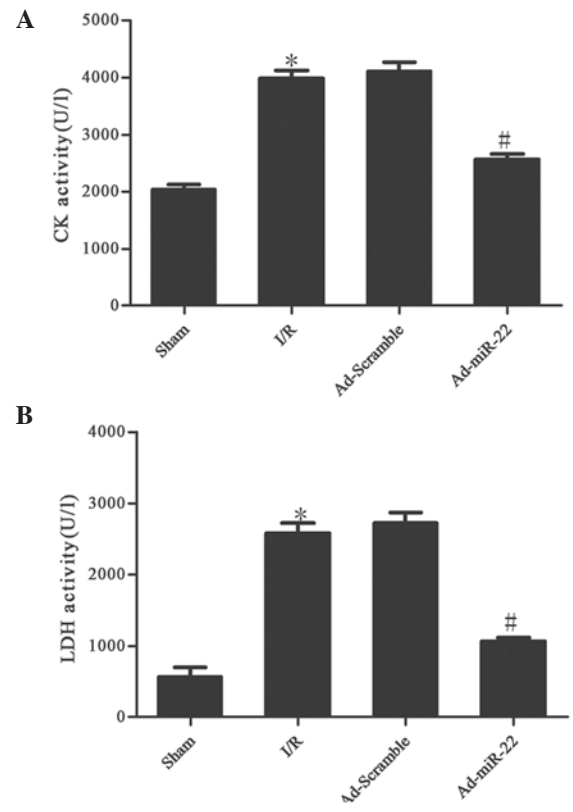 A
5000
4000
3000
2000
1000
0
CK activity(U/l)
*
#
Sham
I/R
Ad-Scramble
Ad-miR-22
B
4000
3000
2000
1000
0
LDH activity(U/l)
*
#
Sham
I/R
Ad-Scramble
Ad-miR-22